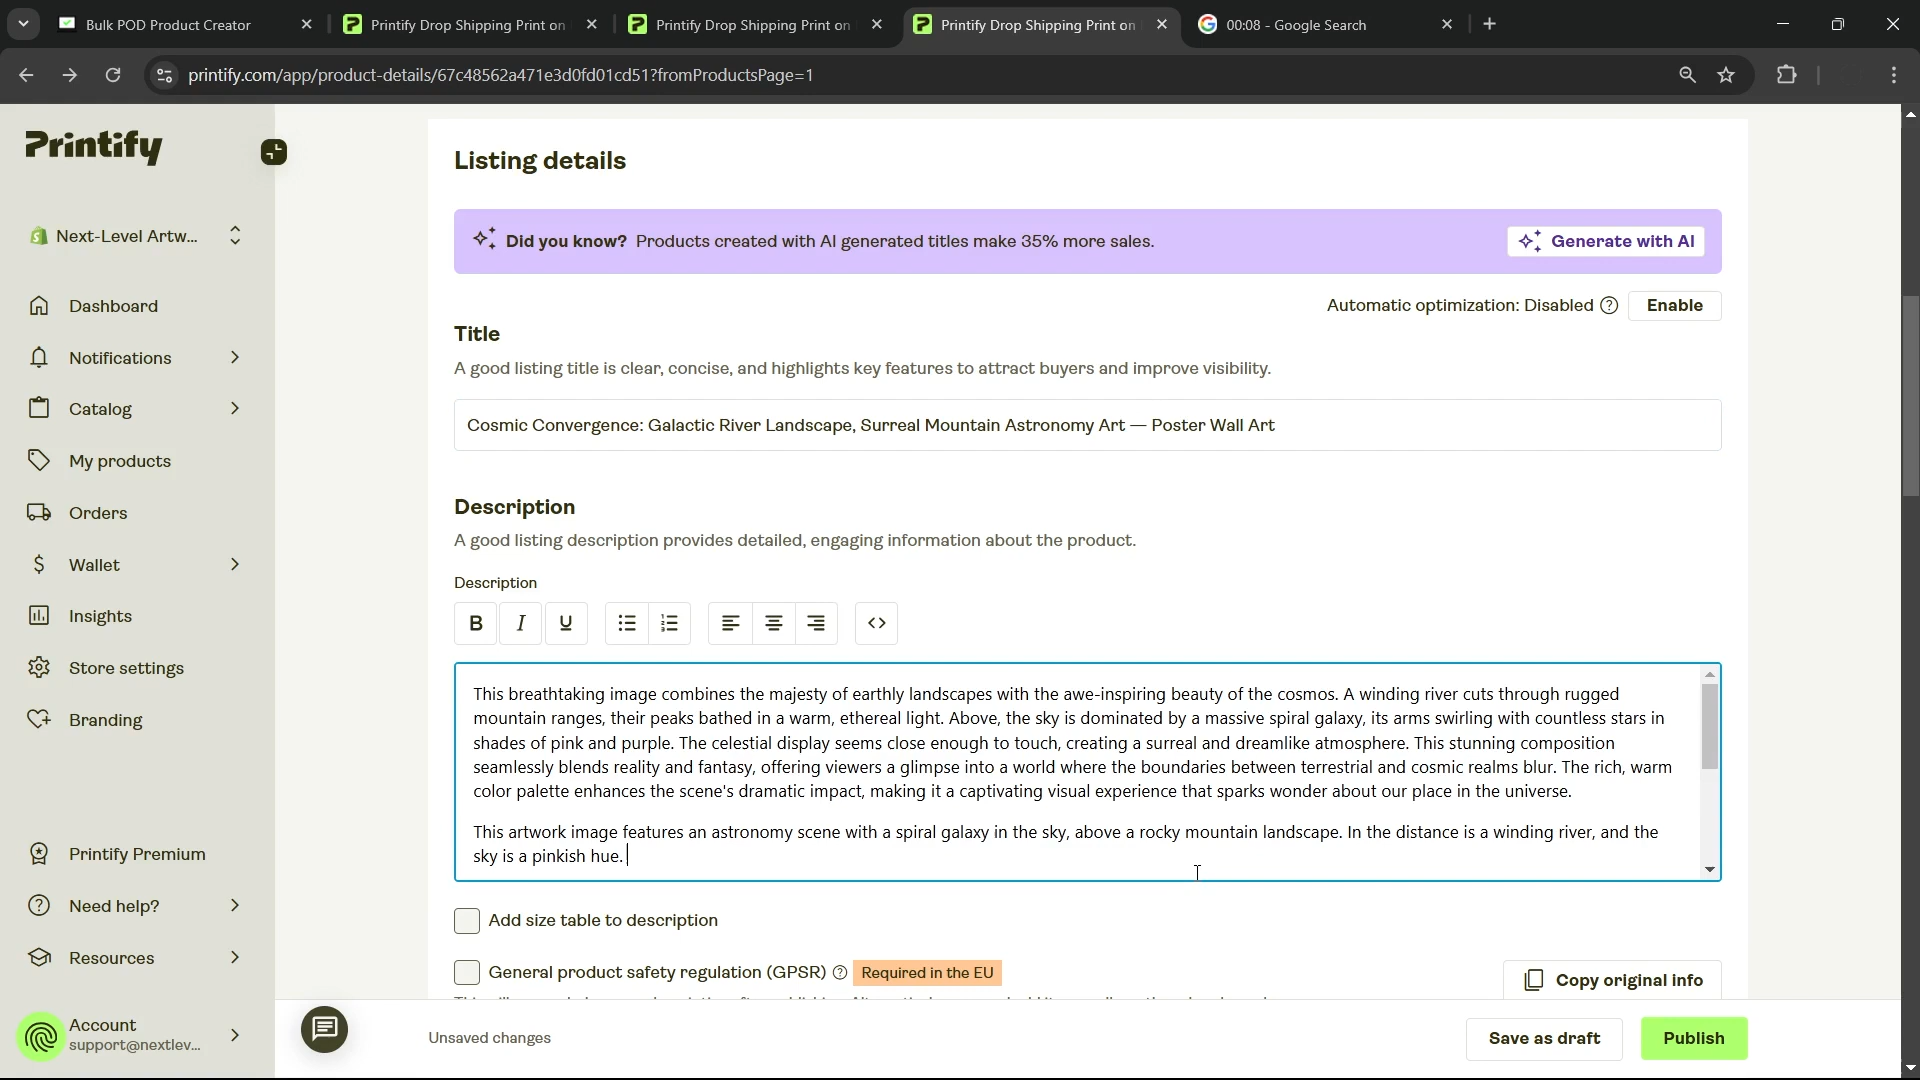 Bulk POD Product Creator
Printify Drop Shipping Print on
Printify Drop Shipping Print on
Printify Drop Shipping Print on
00:08 - Google Search
printify.com/app/product-details/67c48562a471e3d0fd01cd51?fromProductsPage=1
Printify
Next-Level Artw...
Dashboard
Notifications
Catalog
My products
Orders
Wallet
Insights
Store settings
Branding
Printify Premium
Need help?
Resources
Account
support@nextlev...
Listing details
Did you know? Products created with AI generated titles make 35% more sales.
Generate with AI
Automatic optimization: Disabled ? Enable
Title
A good listing title is clear, concise, and highlights key features to attract buyers and improve visibility.
Cosmic Convergence: Galactic River Landscape, Surreal Mountain Astronomy Art — Poster Wall Art
Description
A good listing description provides detailed, engaging information about the product.
Description
B I U
This breathtaking image combines the majesty of earthly landscapes with the awe-inspiring beauty of the cosmos. A winding river cuts through rugged
mountain ranges, their peaks bathed in a warm, ethereal light. Above, the sky is dominated by a massive spiral galaxy, its arms swirling with countless stars in
shades of pink and purple. The celestial display seems close enough to touch, creating a surreal and dreamlike atmosphere. This stunning composition
seamlessly blends reality and fantasy, offering viewers a glimpse into a world where the boundaries between terrestrial and cosmic realms blur. The rich, warm
color palette enhances the scene's dramatic impact, making it a captivating visual experience that sparks wonder about our place in the universe.
This artwork image features an astronomy scene with a spiral galaxy in the sky, above a rocky mountain landscape. In the distance is a winding river, and the
sky is a pinkish hue.
Add size table to description
General product safety regulation (GPSR) ? Required in the EU
Copy original info
Unsaved changes
Save as draft
Publish